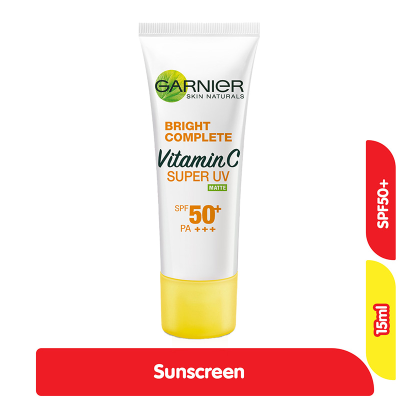 GARNIER
SKIN NATURALS
BRIGHT
COMPLETE
Vitamin C
SUPER UV
MATTE
SPF 50+
PA +++
SPF50+
15ml
Sunscreen